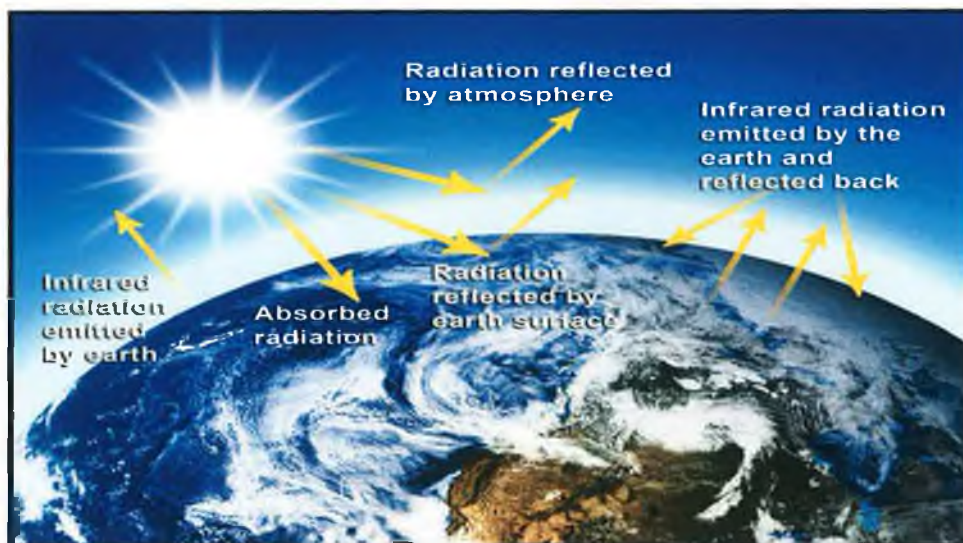 Radiation reflected
by atmosphere
Infrared radiation
emitted by the
earth and
reflected back
Infrared
radiation
emitted
by earth
Absorbed
radiation
Radiation
reflected by
earth surface